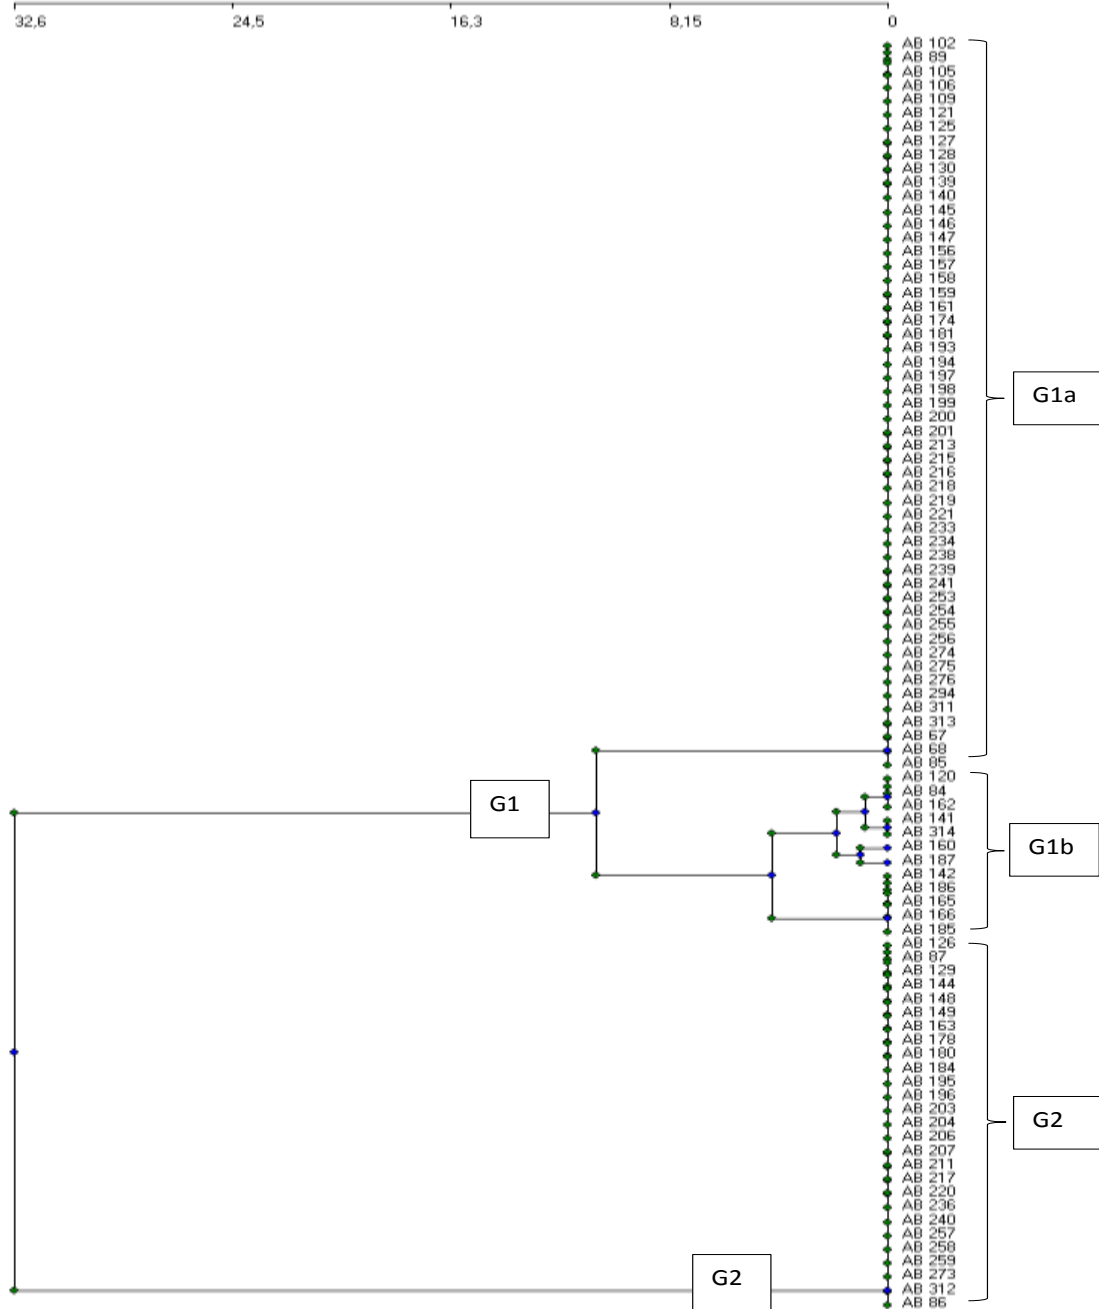 32,6 24,5 16,3 8,15 0
AB 102
AB 89
AB 105
AB 106
AB 109
AB 121
AB 125
AB 127
AB 128
AB 130
AB 139
AB 140
AB 145
AB 146
AB 147
AB 156
AB 157
AB 158
AB 159
AB 161
AB 174
AB 181
AB 193
AB 194
AB 197
AB 198
AB 199
G1a
AB 200
AB 201
AB 213
AB 215
AB 216
AB 218
AB 219
AB 221
AB 233
AB 234
AB 238
AB 239
AB 241
AB 253
AB 254
AB 255
AB 256
AB 274
AB 275
AB 276
AB 294
AB 311
AB 313
AB 67
AB 68
AB 85
AB 120
AB 84
G1
AB 162
AB 141
AB 314
AB 160
G1b
AB 187
AB 142
AB 186
AB 165
AB 166
AB 185
AB 126
AB 87
AB 129
AB 144
AB 148
AB 149
AB 163
AB 178
AB 180
AB 184
AB 195
AB 196
AB 203
AB 204
G2
AB 206
AB 207
AB 211
AB 217
AB 220
AB 236
AB 240
AB 257
AB 258
AB 259
AB 273
G2
AB 312
AB 86